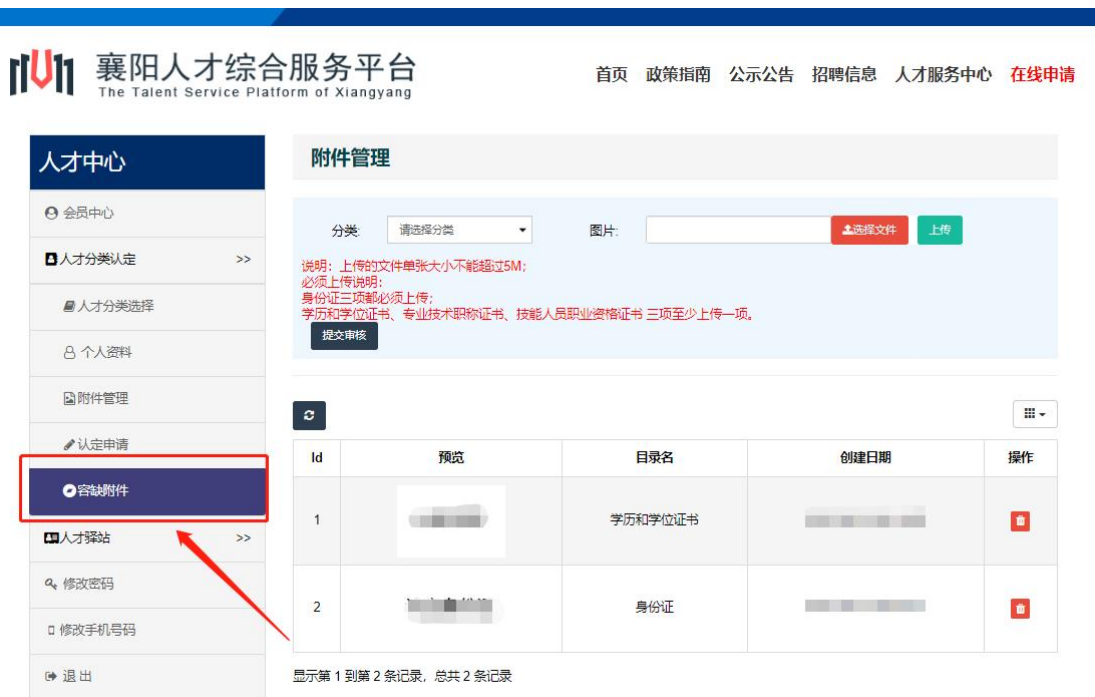 襄阳人才综合服务平台
The Talent Service Platform of Xiangyang
首页 政策指南 公示公告 招聘信息 人才服务中心 在线申请
人才中心
会员中心
人才分类认定 >>
人才分类选择
个人资料
附件管理
认定申请
容缺附件
人才驿站 >>
修改密码
修改手机号码
退出
附件管理
分类: 请选择分类 图片: 选择文件 上传
说明：上传的文件单张大小不能超过5M;
必须上传说明：
身份证三项都必须上传;
学历和学位证书、专业技术职称证书、技能人员职业资格证书 三项至少上传一项。
提交审核
Id 预览 目录名 创建日期 操作
1 学历和学位证书
2 身份证
显示第 1 到第 2 条记录，总共 2 条记录